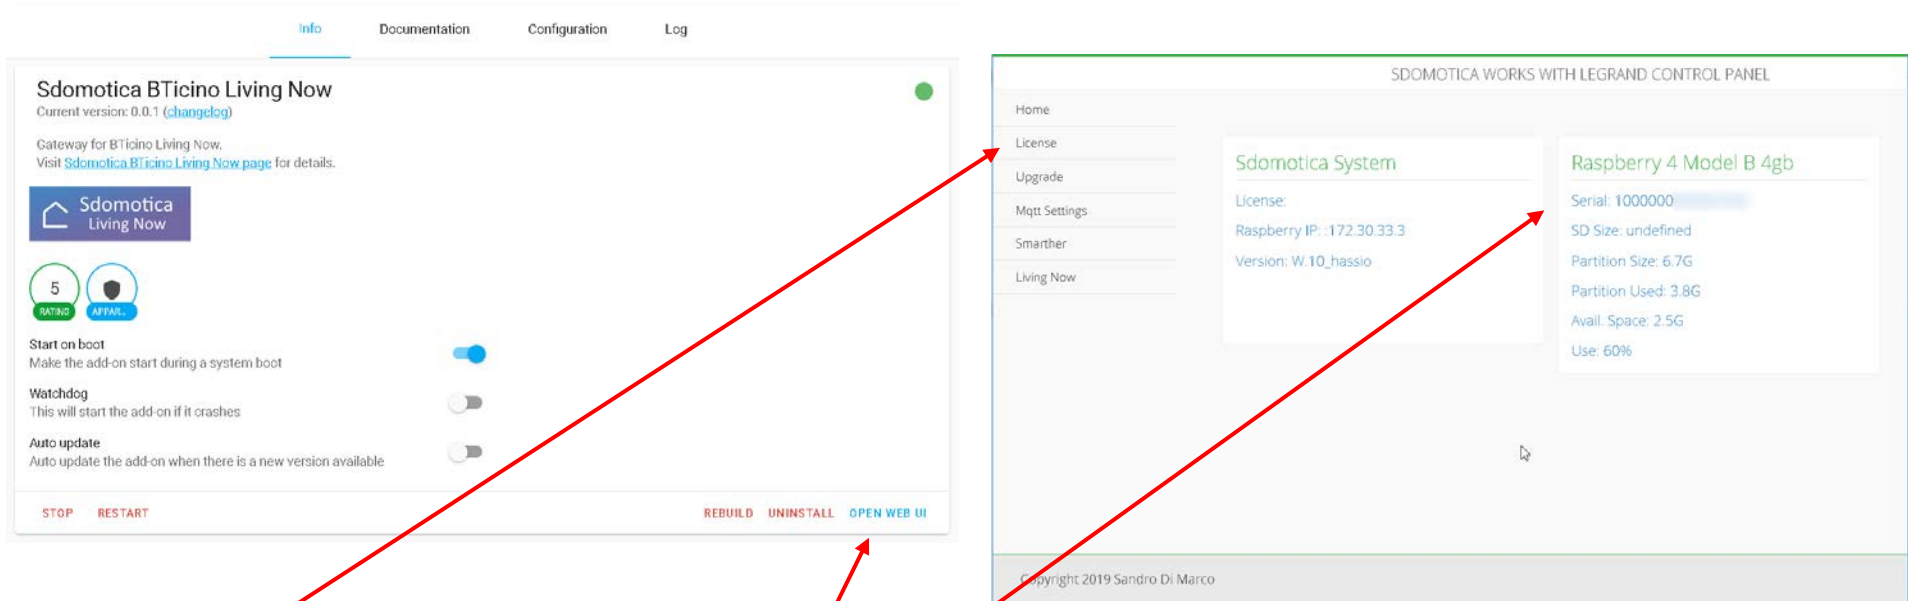 Info Documentation Configuration Log
Sdomotica BTicino Living Now
Current version: 0.0.1 (changelog)
Gateway for BTicino Living Now.
Visit Sdomotica BTicino Living Now page for details.
Sdomotica
Living Now
5
RATING
APPAR...
Start on boot
Make the add-on start during a system boot
Watchdog
This will start the add-on if it crashes
Auto update
Auto update the add-on when there is a new version available
STOP RESTART REBUILD UNINSTALL OPEN WEB UI
SDOMOTICA WORKS WITH LEGRAND CONTROL PANEL
Home
License
Upgrade
Mqtt Settings
Smarther
Living Now
Sdomotica System
License:
Raspberry IP: :172.30.33.3
Version: W.10_hassio
Raspberry 4 Model B 4gb
Serial: 1000000
SD Size: undefined
Partition Size: 6.7G
Partition Used: 3.8G
Avail. Space: 2.5G
Use: 60%
Copyright 2019 Sandro Di Marco